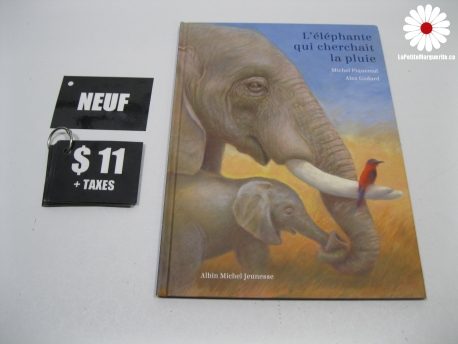 LaPetiteMarguerite.ca
NEUF
$ 11
+ TAXES
L'éléphante
qui cherchait
la pluie
Michel Piquemal
Alex Godard
Albin Michel Jeunesse